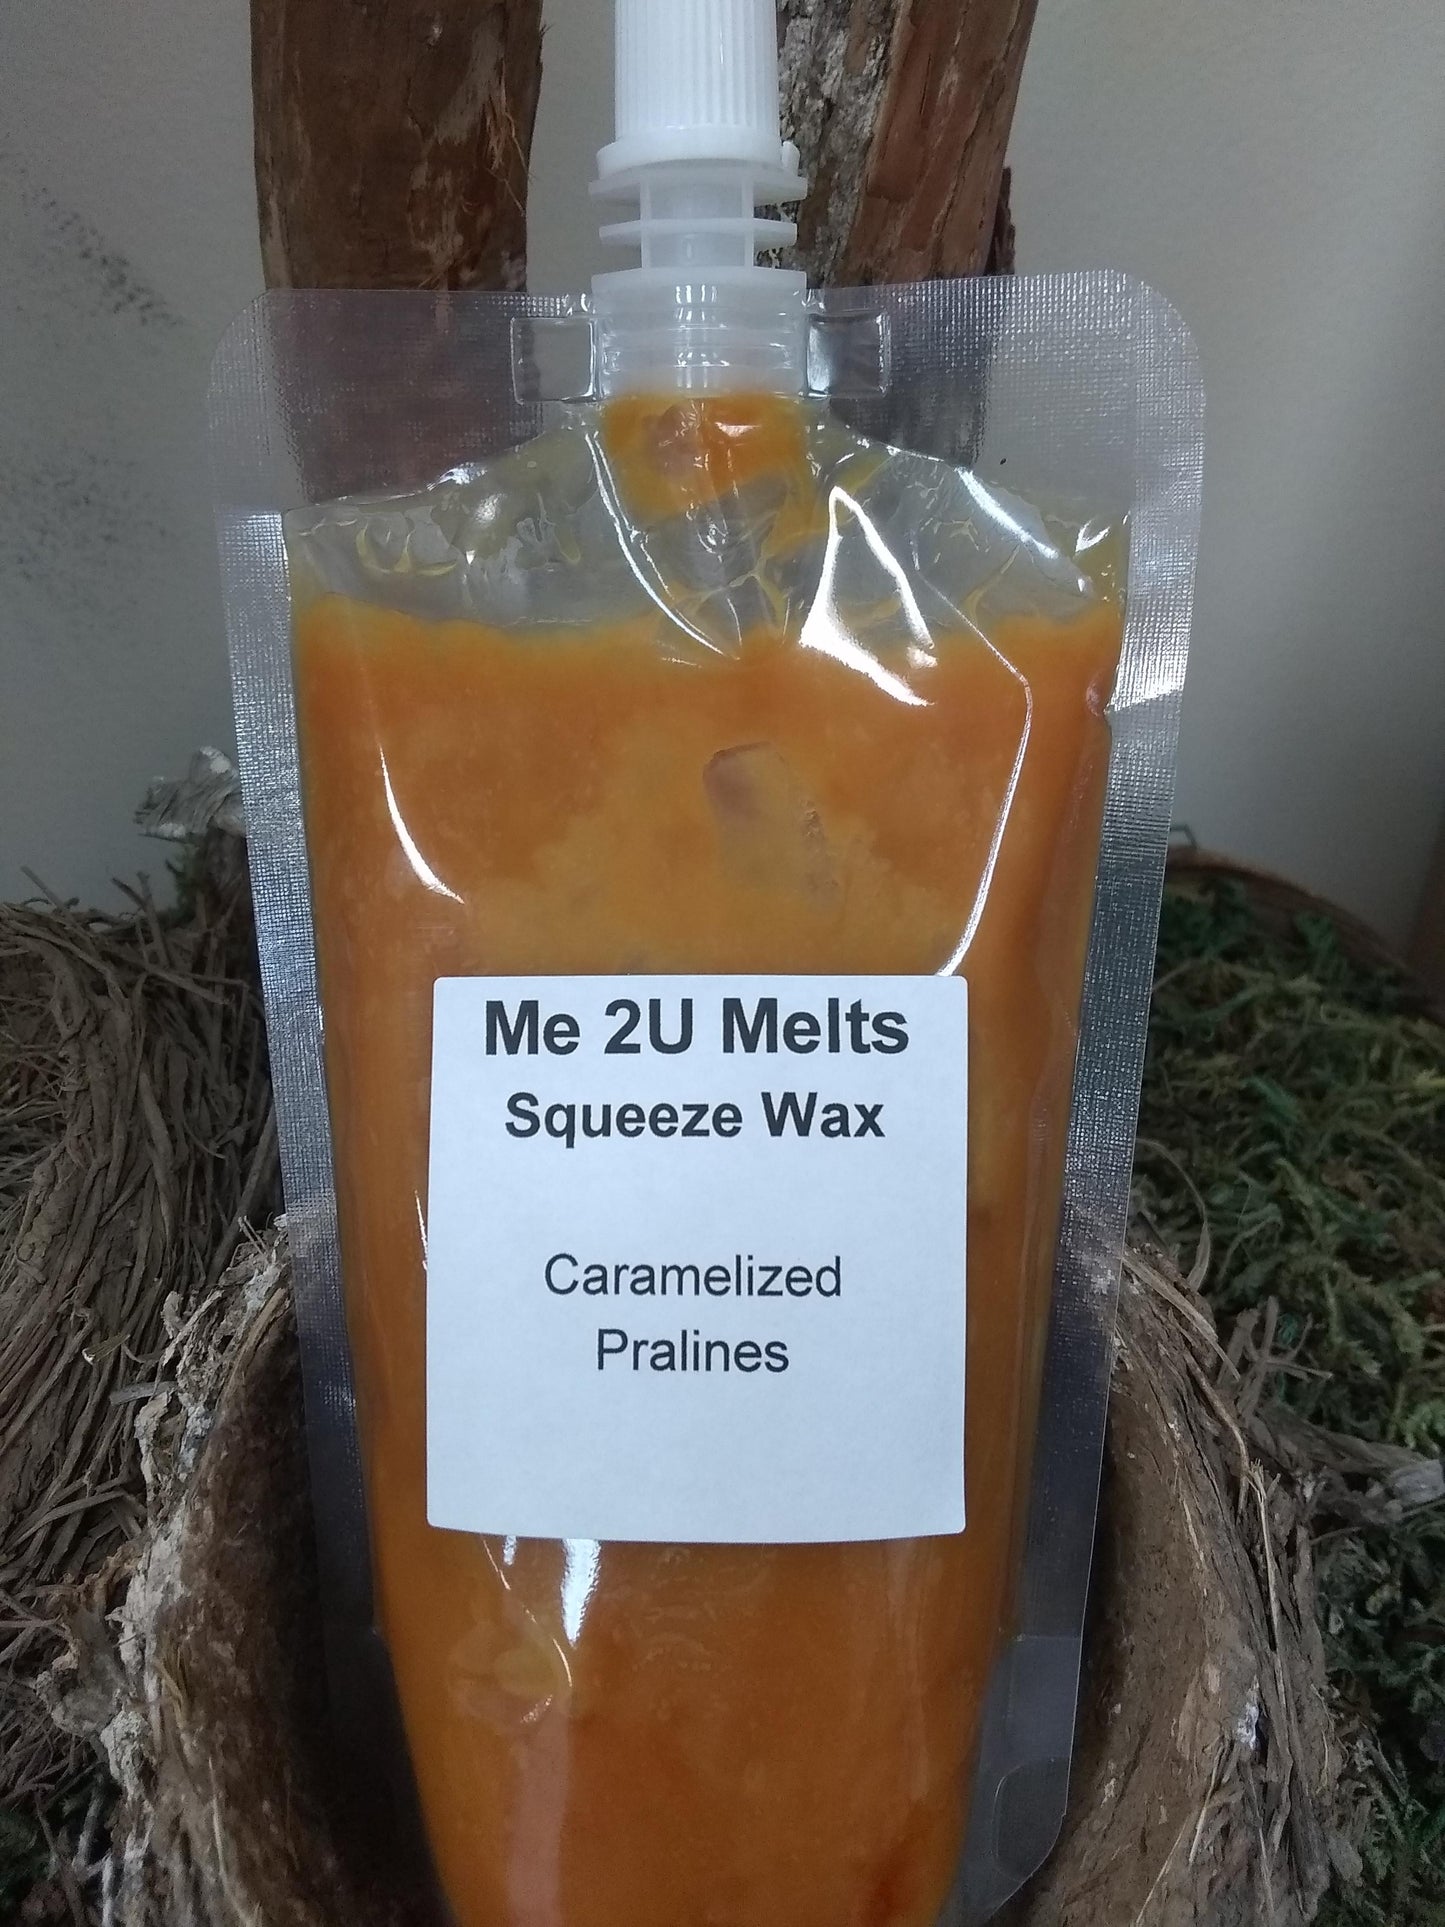 Me 2U Melts
Squeeze Wax
Caramelized
Pralines